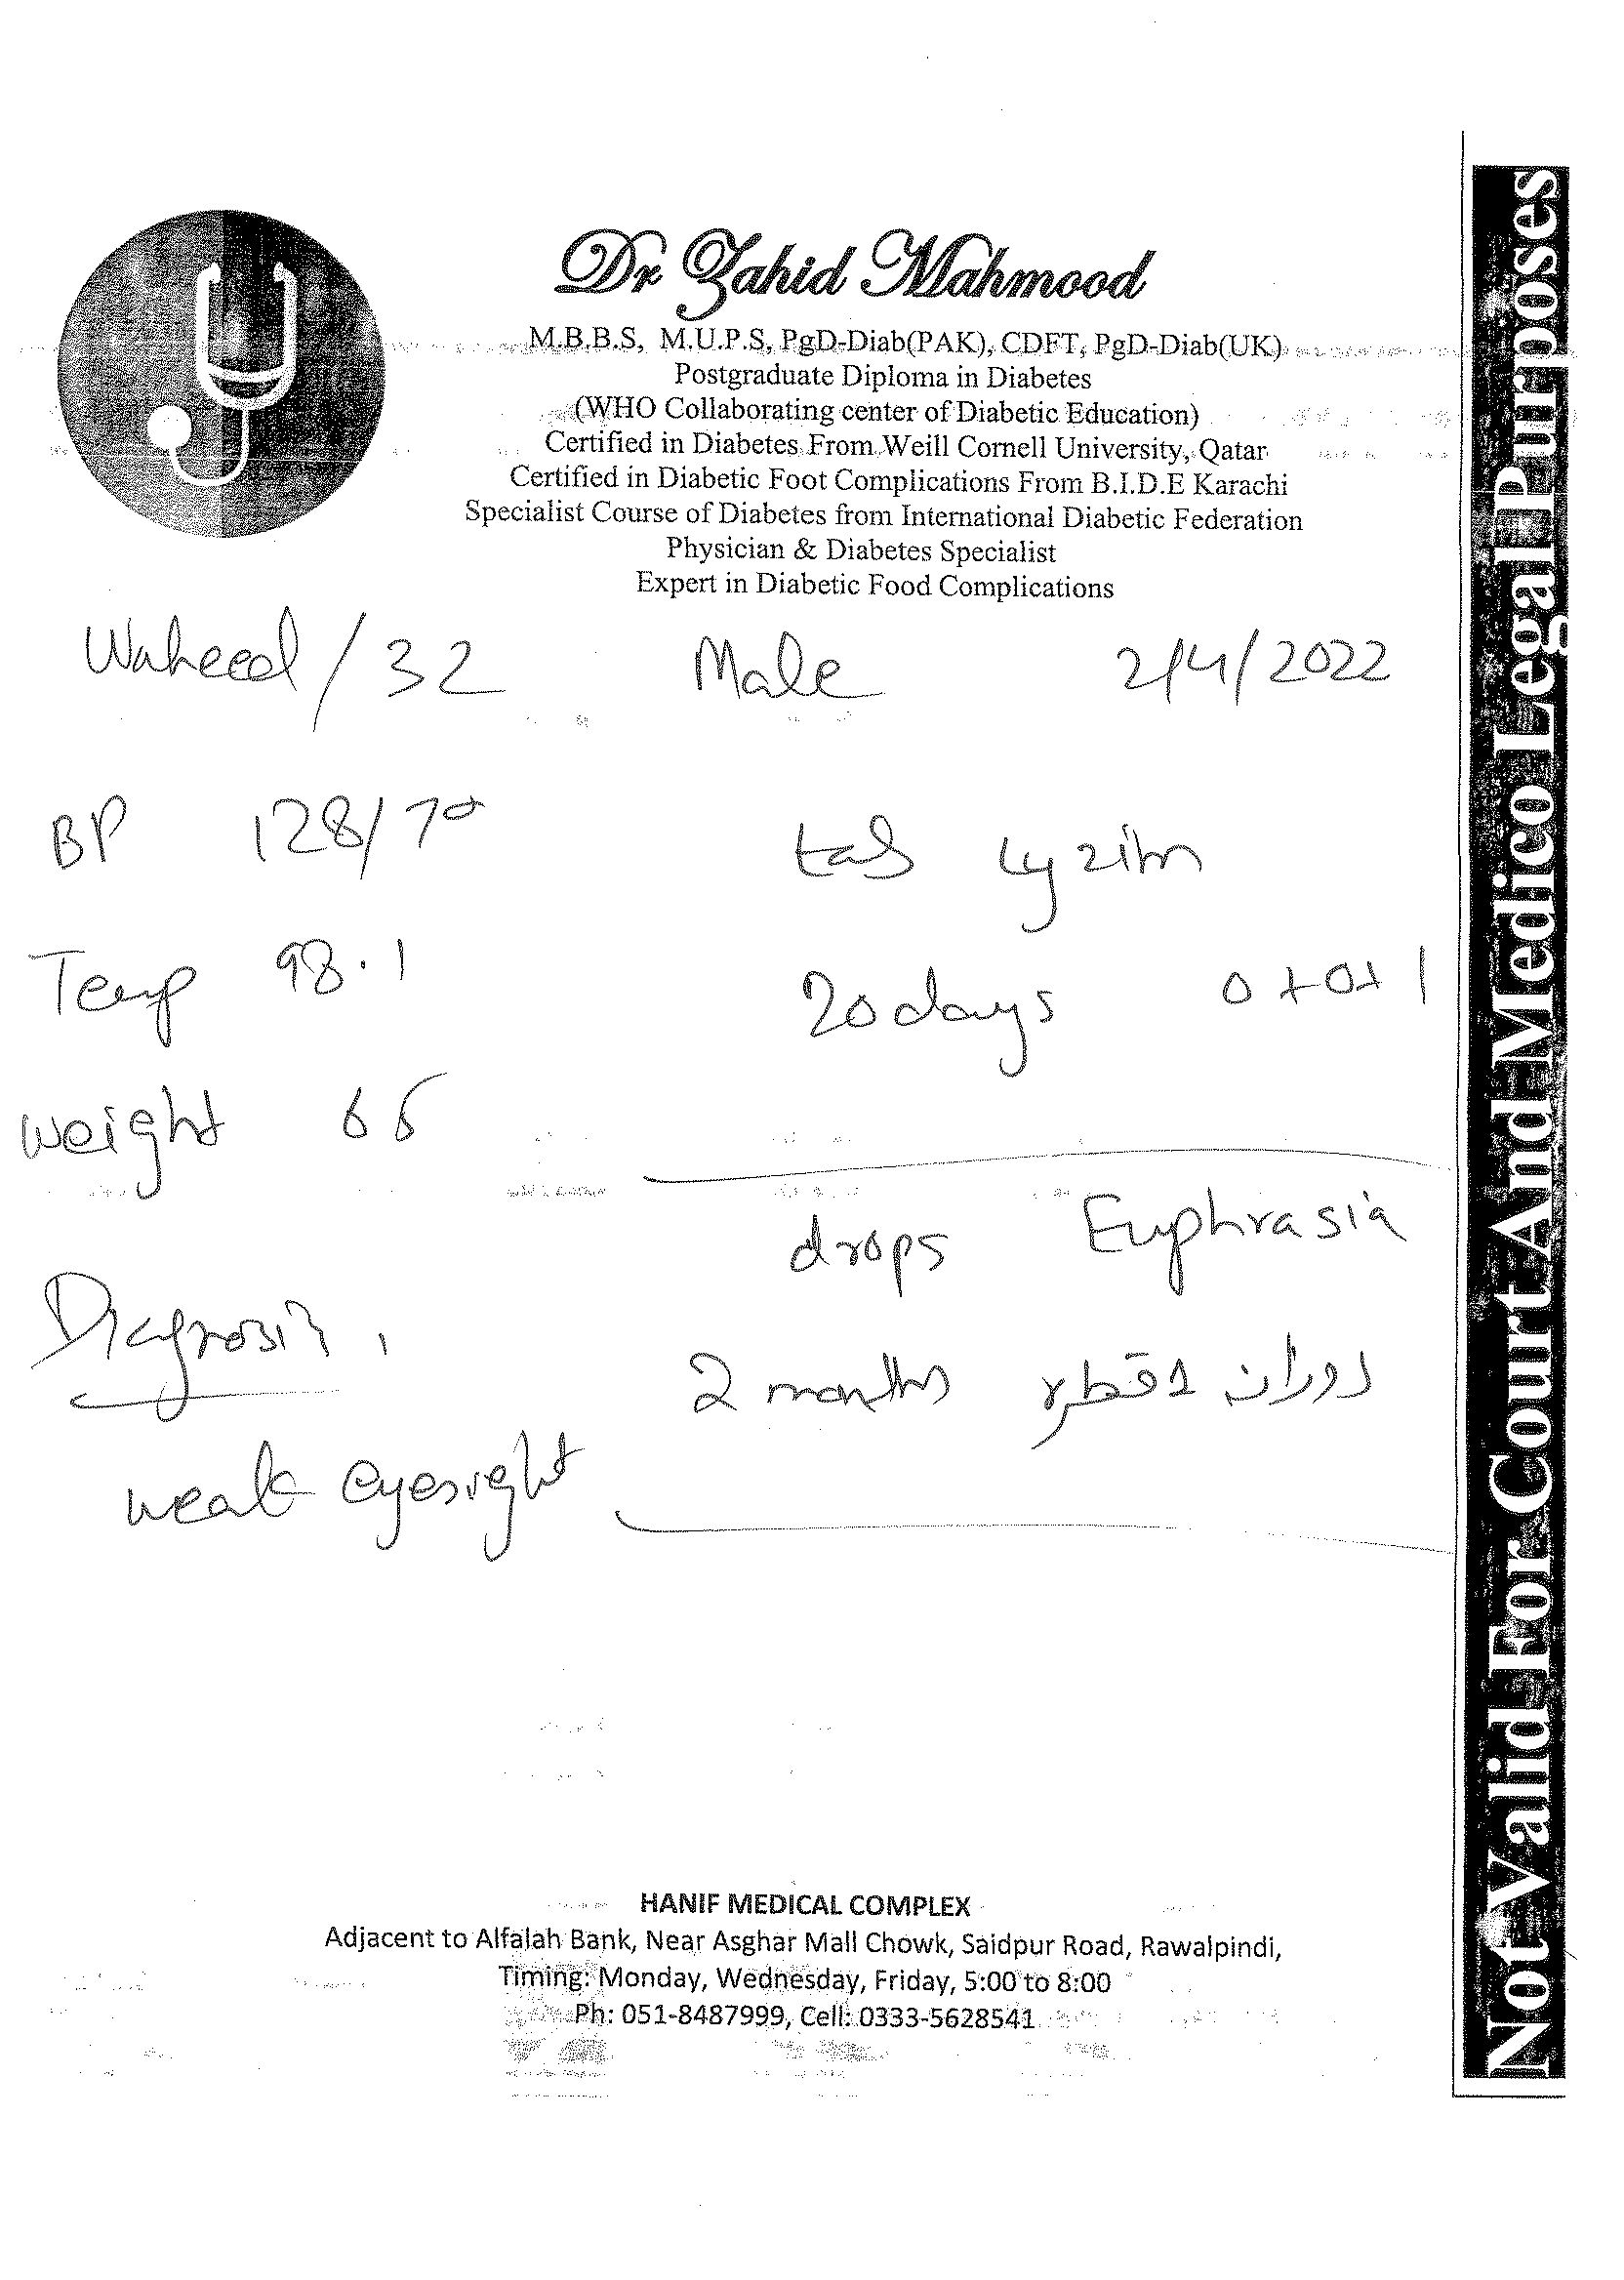 Dr Zahid Mahmood
M.B.B.S, M.U.P.S, PgD-Diab(PAK), CDFT, PgD-Diab(UK)
Postgraduate Diploma in Diabetes
(WHO Collaborating center of Diabetic Education)
Certified in Diabetes From Weill Cornell University, Qatar
Certified in Diabetic Foot Complications From B.I.D.E Karachi
Specialist Course of Diabetes from International Diabetic Federation
Physician & Diabetes Specialist
Expert in Diabetic Food Complications
Waheed / 32 Male 2/4/2022
BP 128/70
tab
Temp 98.1
20 days 0+0+1
weight 66
drops Euphrasia
Diagnosis,
2 months قطره
weak eyesight
HANIF MEDICAL COMPLEX
Adjacent to Alfalah Bank, Near Asghar Mall Chowk, Saidpur Road, Rawalpindi,
Timing: Monday, Wednesday, Friday, 5:00 to 8:00
Ph: 051-8487999, Cell: 0333-5628541
Not Valid For Court And Medico Legal Purposes